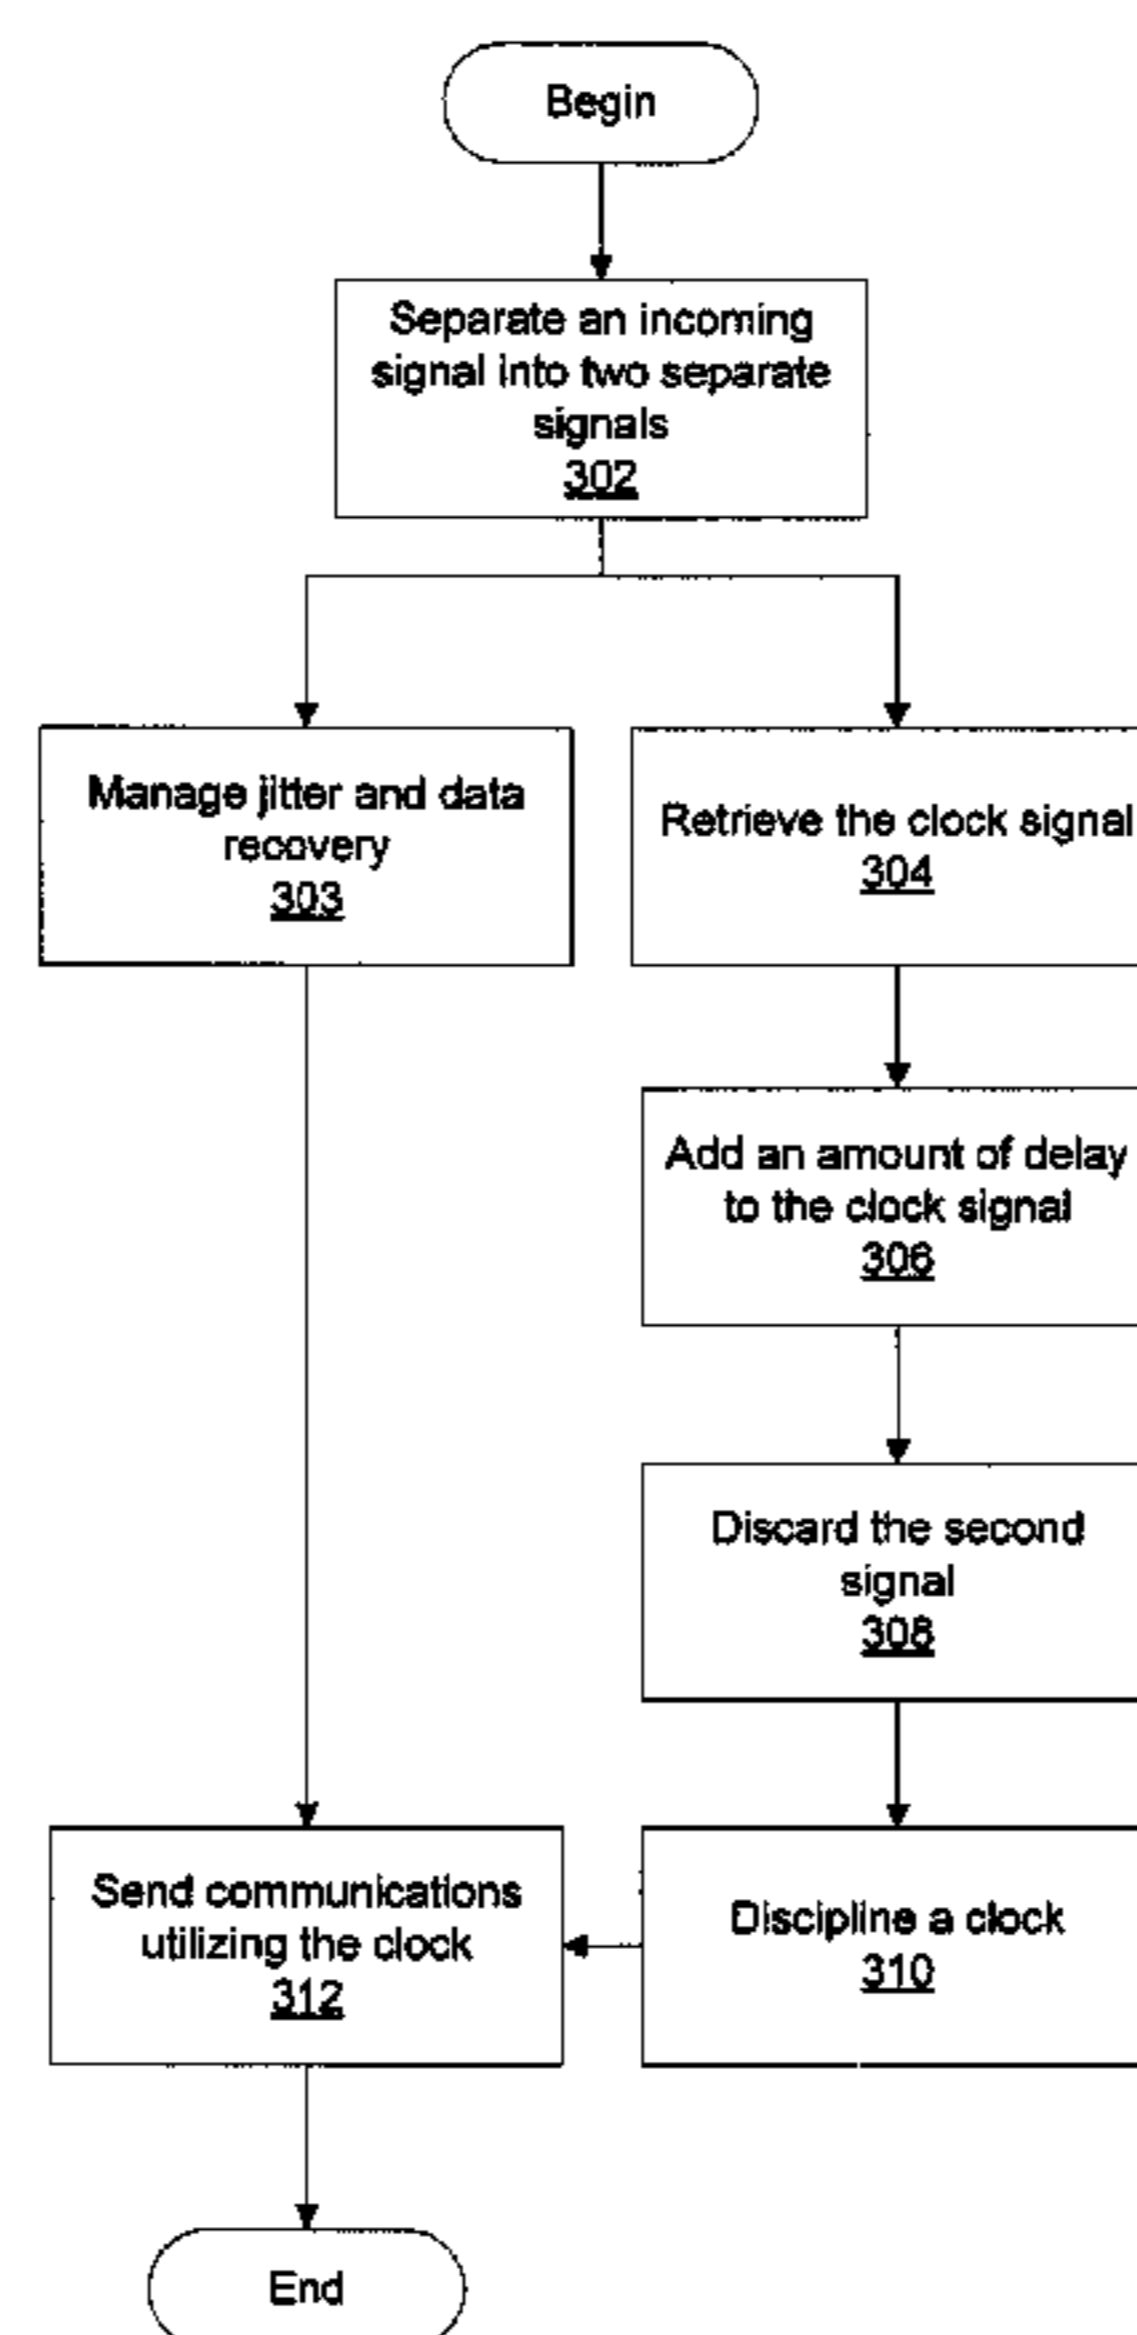 Begin
Separate an incoming
signal into two separate
signals
302
Manage jitter and data
recovery
303
Retrieve the clock signal
304
Add an amount of delay
to the clock signal
306
Discard the second
signal
308
Send communications
utilizing the clock
312
Discipline a clock
310
End